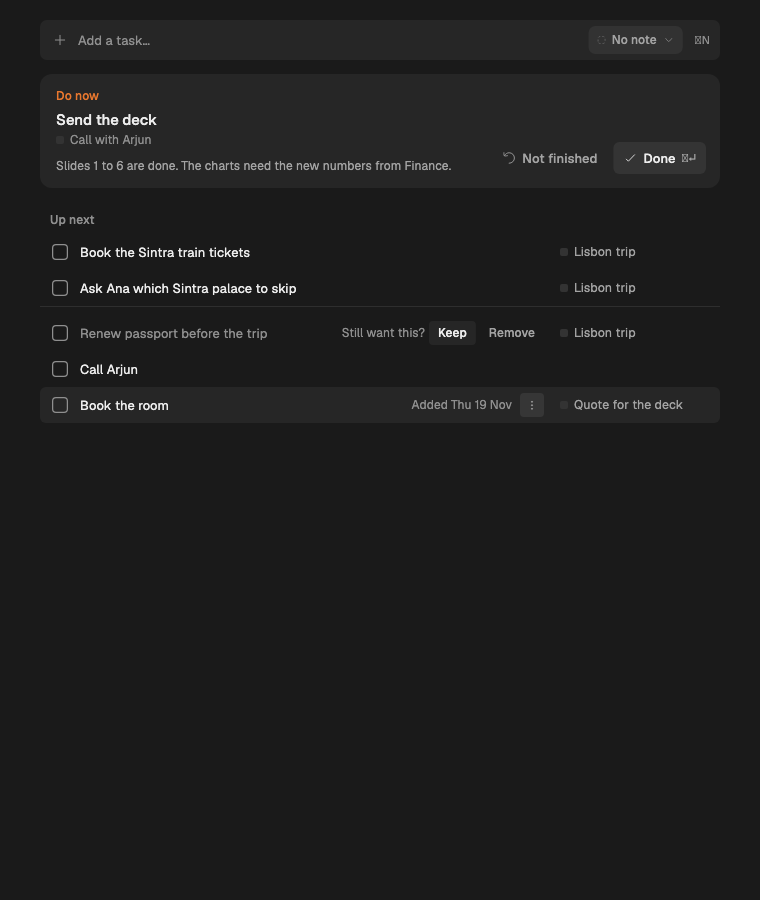 Add a task...
No note
N
Do now
Send the deck
Call with Arjun
Slides 1 to 6 are done. The charts need the new numbers from Finance.
Not finished
Done
Up next
Book the Sintra train tickets
Lisbon trip
Ask Ana which Sintra palace to skip
Lisbon trip
Renew passport before the trip
Still want this?
Keep
Remove
Lisbon trip
Call Arjun
Book the room
Added Thu 19 Nov
Quote for the deck